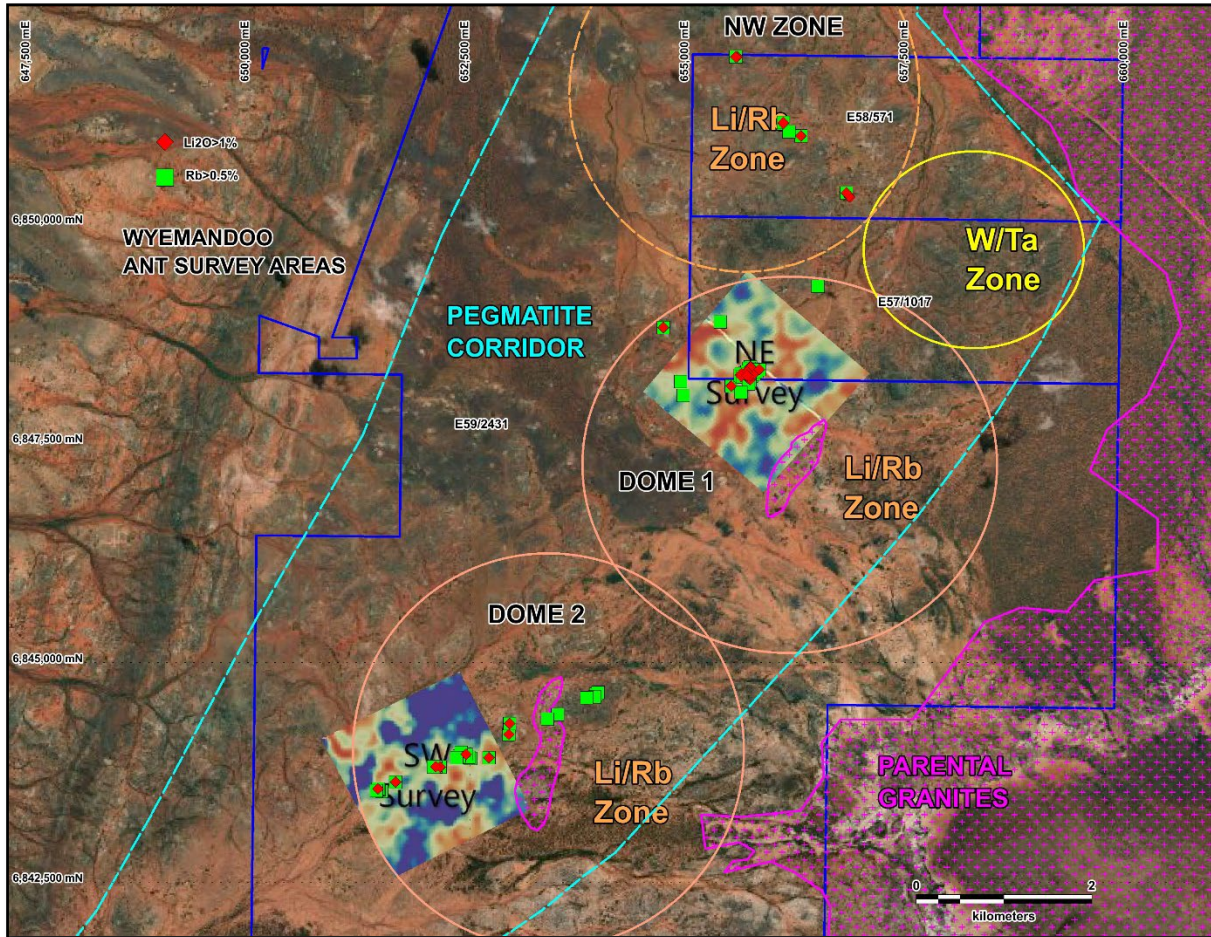 647,500 mE
650,000 mE
652,500 mE
655,000 mE
657,500 mE
660,000 mE
NW ZONE
Li/Rb
Zone
E58/571
Li2O>1%
Rb>0.5%
6,850,000 mN
WYEMANDOO
ANT SURVEY AREAS
W/Ta
Zone
E57/1017
PEGMATITE
CORRIDOR
NE
Survey
E59/2431
6,847,500 mN
DOME 1
Li/Rb
Zone
DOME 2
6,845,000 mN
SW
Survey
Li/Rb
Zone
PARENTAL
GRANITES
6,842,500 mN
0
2
kilometers